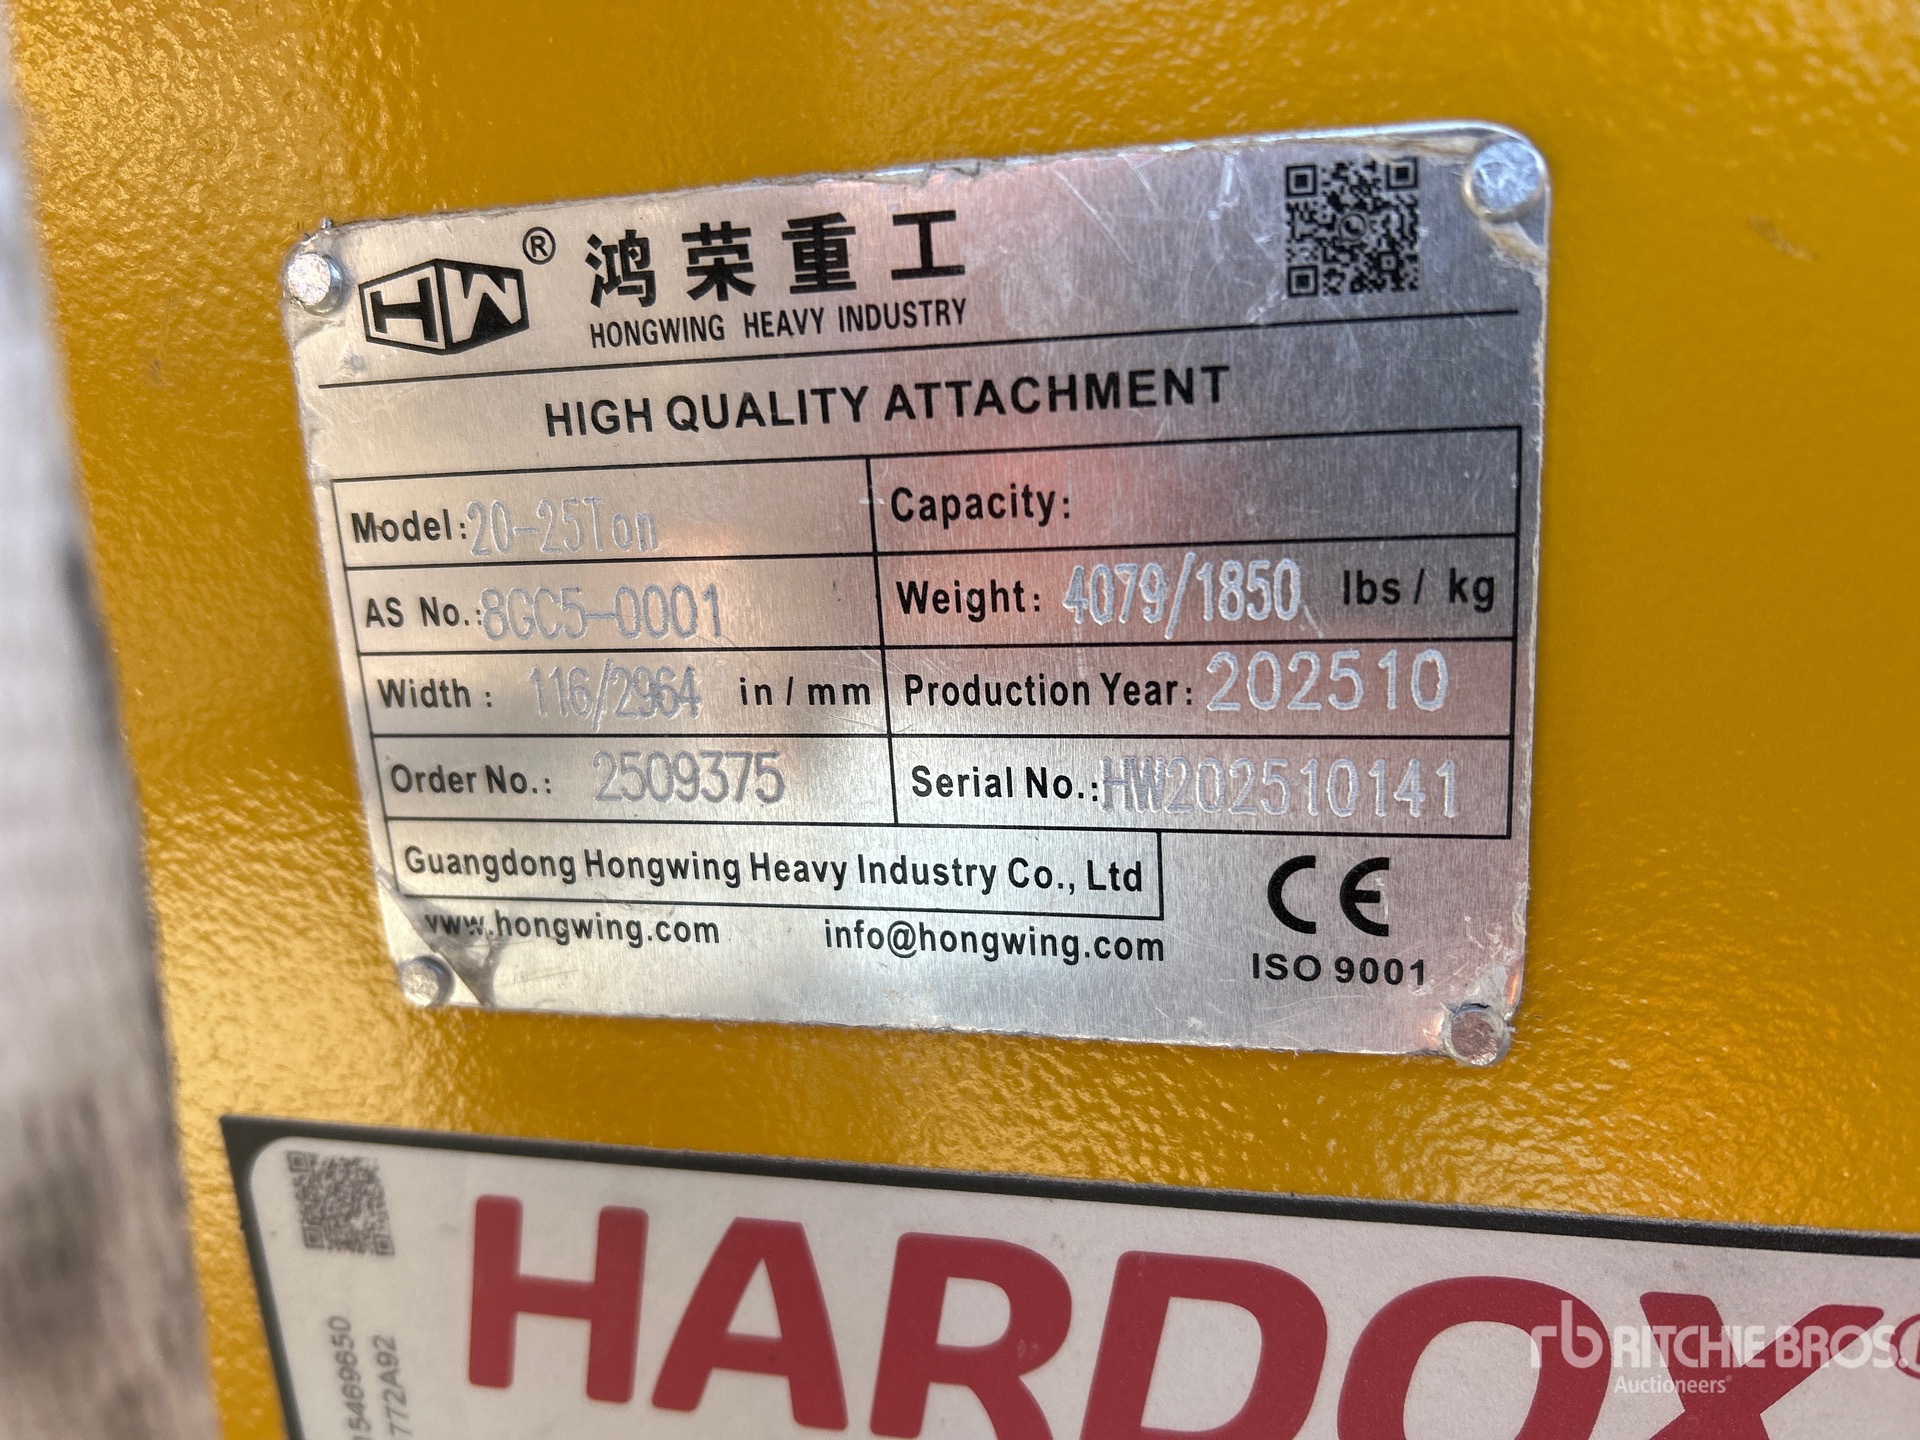 HW® 鸿荣重工
HONGWING HEAVY INDUSTRY
HIGH QUALITY ATTACHMENT
Model: 20-25Ton
Capacity:
AS No.: 8GC5-0001
Weight: 4079/1850 lbs / kg
Width : 116/2964 in / mm
Production Year: 202510
Order No.: 2509375
Serial No.: HW202510141
Guangdong Hongwing Heavy Industry Co., Ltd
www.hongwing.com info@hongwing.com
CE
ISO 9001
HARDOX®
rb RITCHIE BROS.
Auctioneers